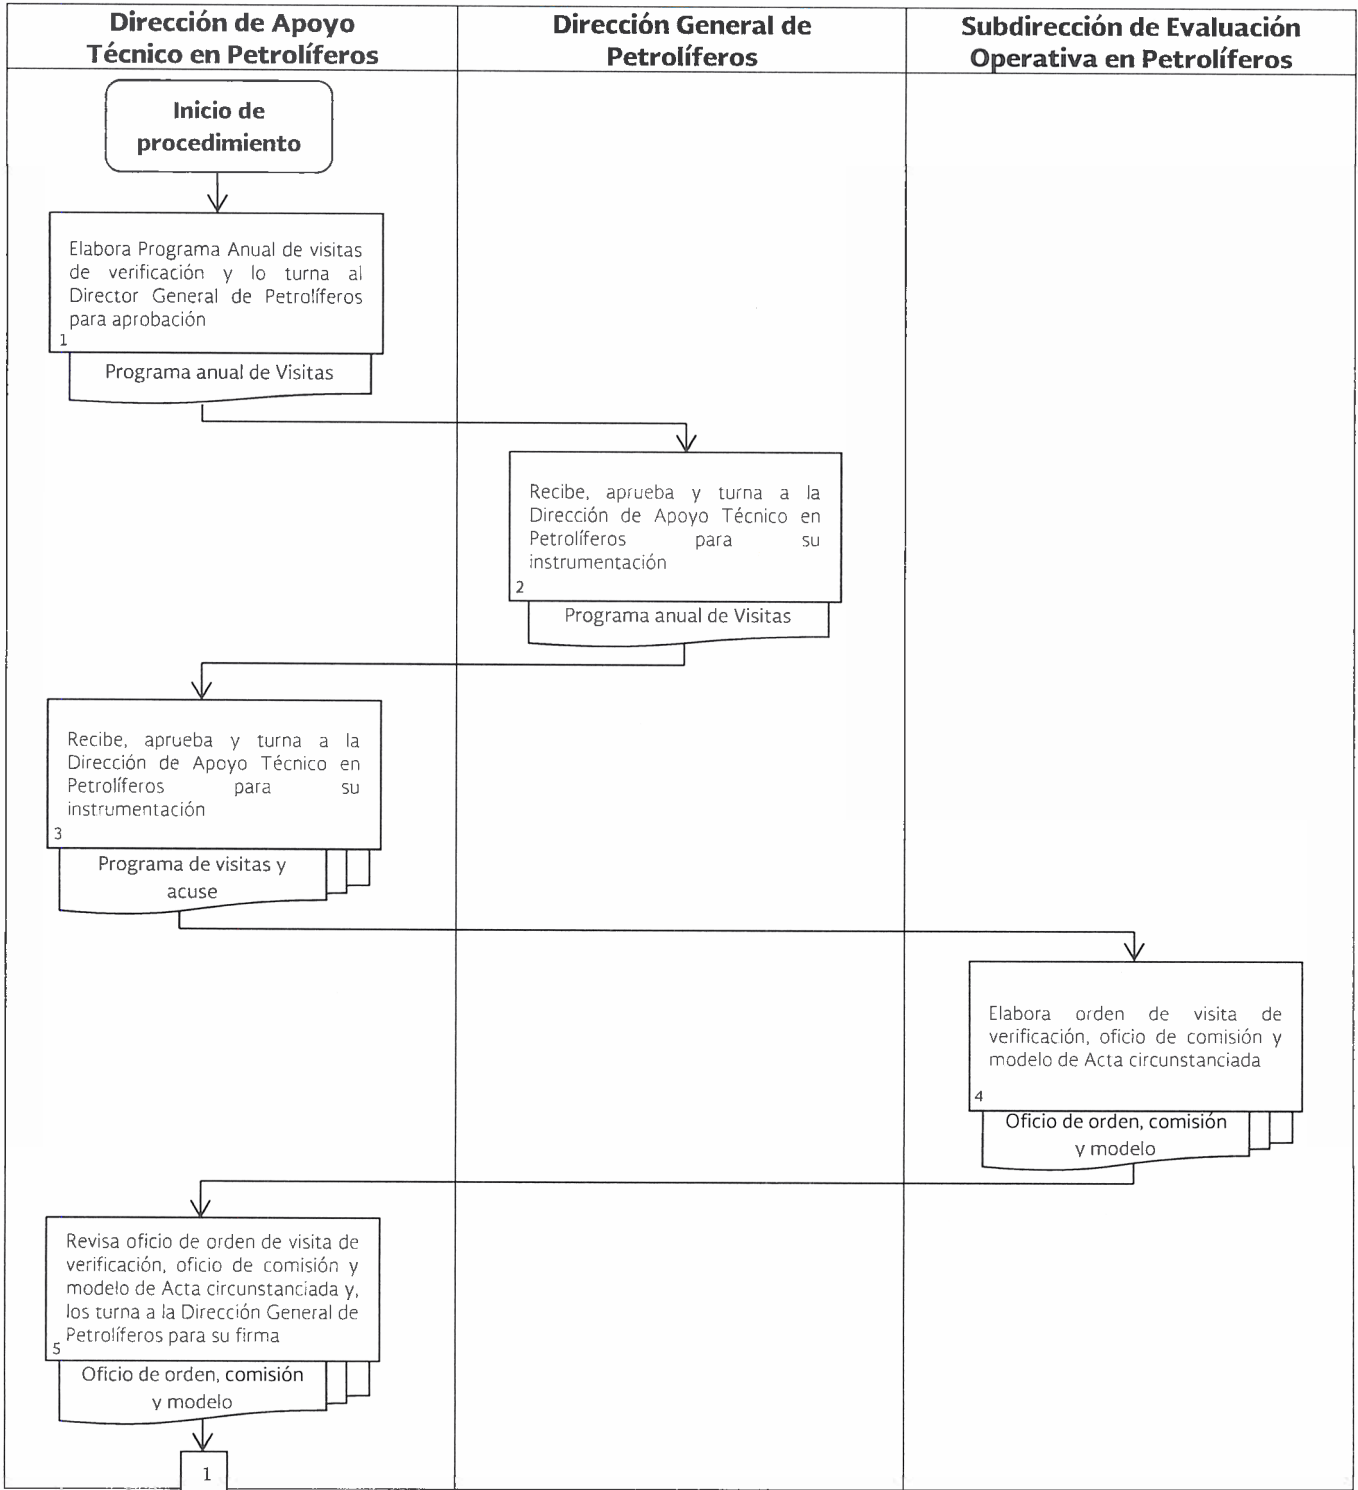 Dirección de Apoyo
Técnico en Petrolíferos
Dirección General de
Petrolíferos
Subdirección de Evaluación
Operativa en Petrolíferos
Inicio de
procedimiento
Elabora Programa Anual de visitas
de verificación y lo turna al
Director General de Petrolíferos
para aprobación
1
Programa anual de Visitas
Recibe, aprueba y turna a la
Dirección de Apoyo Técnico en
Petrolíferos para su
instrumentación
2
Programa anual de Visitas
Recibe, aprueba y turna a la
Dirección de Apoyo Técnico en
Petrolíferos para su
instrumentación
3
Programa de visitas y
acuse
Elabora orden de visita de
verificación, oficio de comisión y
modelo de Acta circunstanciada
4
Oficio de orden, comisión
y modelo
Revisa oficio de orden de visita de
verificación, oficio de comisión y
modelo de Acta circunstanciada y,
los turna a la Dirección General de
Petrolíferos para su firma
5
Oficio de orden, comisión
y modelo
1